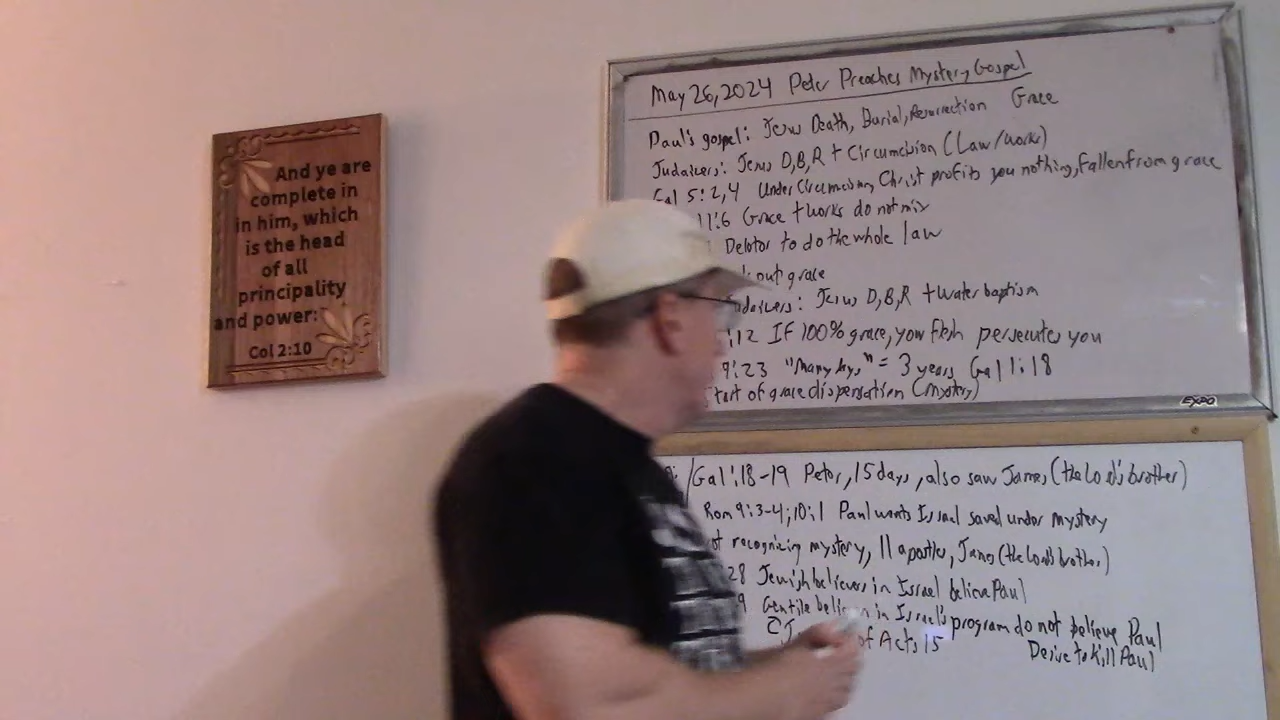 And ye are
complete in
in him, which
is the head
of all
principality
and power:
Col 2:10
May 26, 2024 Peter Preaches Mystery Gospel
Paul's gospel: Jesus Death, Burial, Resurrection Grace
Judaizers: Jesus D, B, R + Circumcision (Law/works)
Gal 5:2,4 Under Circumcision, Christ profits you nothing, fallen from grace
11:6 Grace + works do not mix
Debtor to do the whole law
out grace
Jesus D, B, R + water baptism
:12 If 100% grace, your flesh persecutes you
9:23 "Many days" = 3 years Gal 1:18
start of grace dispensation (mystery)
EXPO
/Gal 1:18-19 Peter, 15 days, also saw James (the Lord's brother)
Rom 9:3-4; 10:1 Paul wants Israel saved under mystery
not recognizing mystery, 11 apostles, James (the Lord's brother)
28 Jewish believers in Israel believe Paul
9 Gentile believers in Israel's program do not believe Paul
of Acts 15 Desire to kill Paul